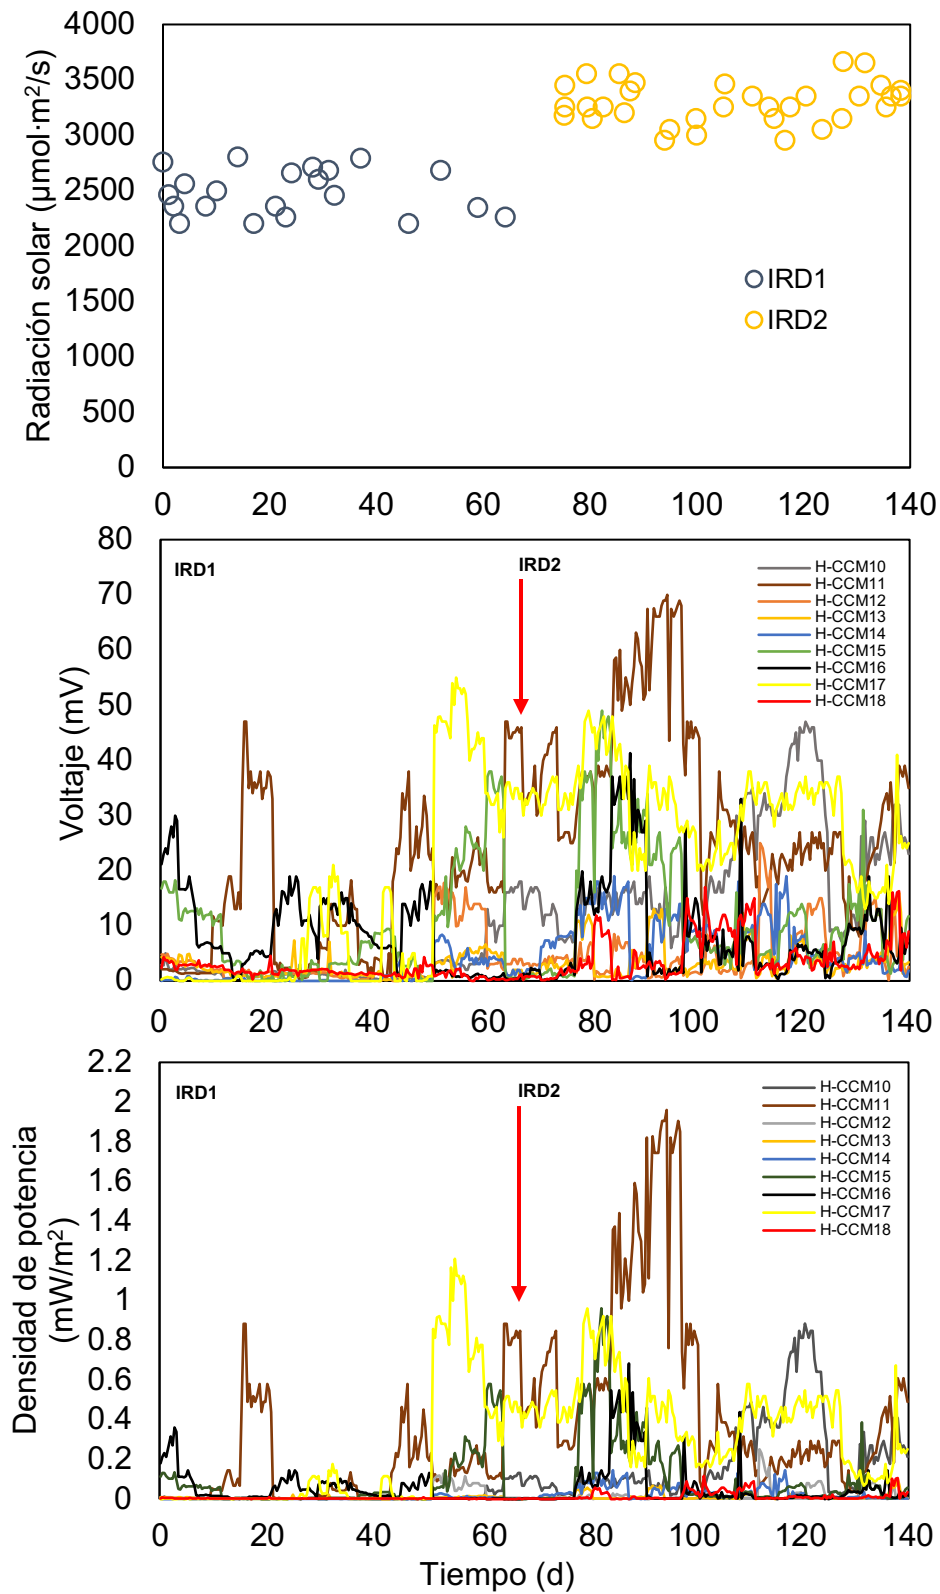 Radiación solar (µmol·m²/s)
4000
3500
3000
2500
2000
1500
1000
500
0
IRD1
IRD2
0 20 40 60 80 100 120 140
Voltaje (mV)
80
70
60
50
40
30
20
10
0
IRD1
IRD2
H-CCM10
H-CCM11
H-CCM12
H-CCM13
H-CCM14
H-CCM15
H-CCM16
H-CCM17
H-CCM18
0 20 40 60 80 100 120 140
Densidad de potencia
(mW/m²)
2.2
2
1.8
1.6
1.4
1.2
1
0.8
0.6
0.4
0.2
0
IRD1
IRD2
H-CCM10
H-CCM11
H-CCM12
H-CCM13
H-CCM14
H-CCM15
H-CCM16
H-CCM17
H-CCM18
0 20 40 60 80 100 120 140
Tiempo (d)